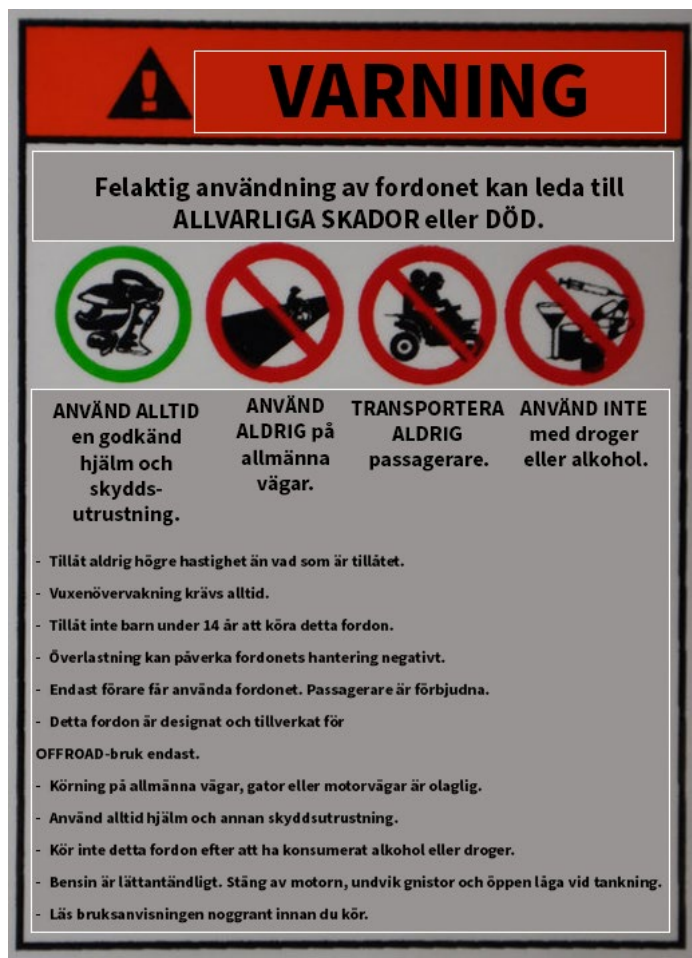 VARNING
Felaktig användning av fordonet kan leda till
ALLVARLIGA SKADOR eller DÖD.
ANVÄND ALLTID
en godkänd
hjälm och
skydds-
utrustning.
ANVÄND
ALDRIG på
allmänna
vägar.
TRANSPORTERA
ALDRIG
passagerare.
ANVÄND INTE
med droger
eller alkohol.
- Tillåt aldrig högre hastighet än vad som är tillåtet.
- Vuxenövervakning krävs alltid.
- Tillåt inte barn under 14 år att köra detta fordon.
- Överlastning kan påverka fordonets hantering negativt.
- Endast förare får använda fordonet. Passagerare är förbjudna.
- Detta fordon är designat och tillverkat för
OFFROAD-bruk endast.
- Körning på allmänna vägar, gator eller motorvägar är olaglig.
- Använd alltid hjälm och annan skyddsutrustning.
- Kör inte detta fordon efter att ha konsumerat alkohol eller droger.
- Bensin är lättantändligt. Stäng av motorn, undvik gnistor och öppen låga vid tankning.
- Läs bruksanvisningen noggrant innan du kör.